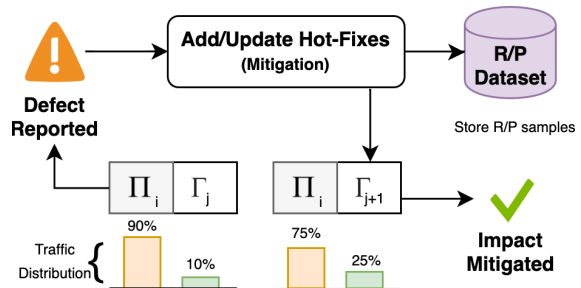 Add/Update Hot-Fixes
(Mitigation)
R/P
Dataset
Defect
Reported
Store R/P samples
Π i
Γ j
Π i
Γ j+1
90%
10%
75%
25%
Traffic
Distribution
Impact
Mitigated